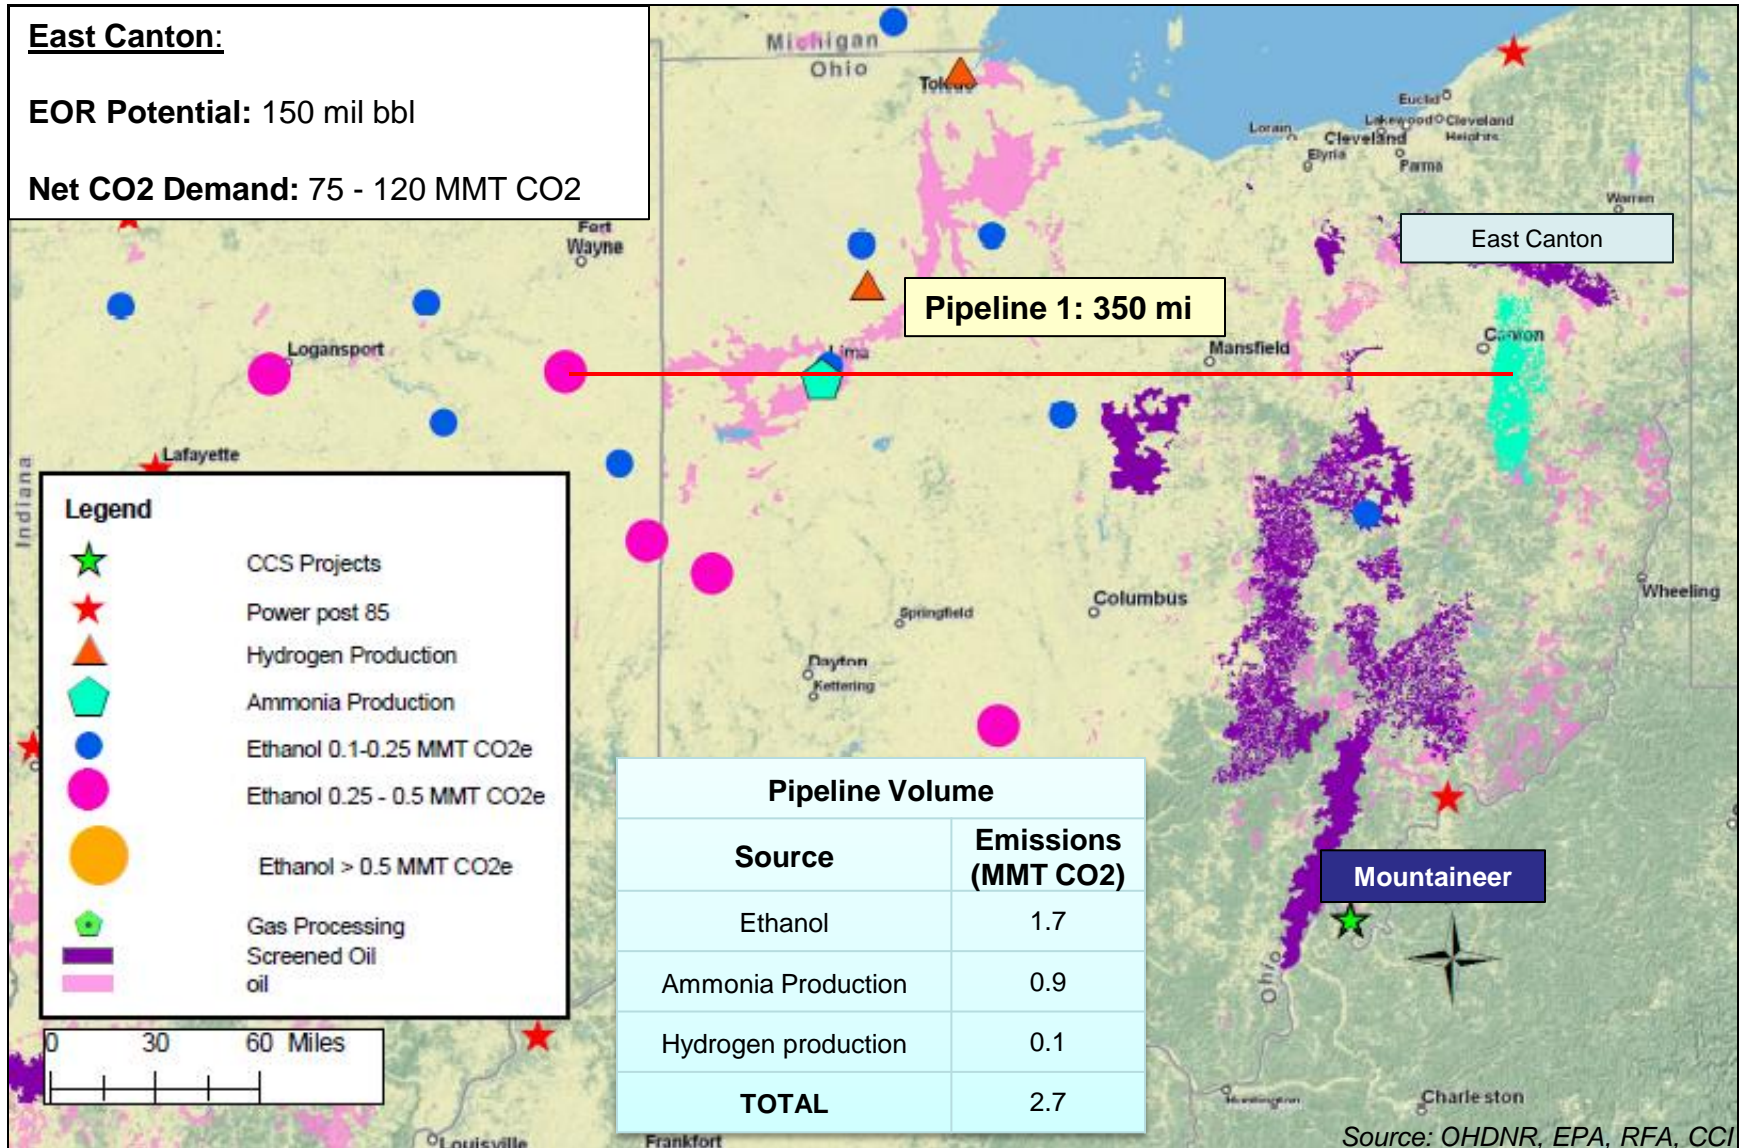 East Canton:
EOR Potential: 150 mil bbl
Net CO2 Demand: 75 - 120 MMT CO2
Michigan
Ohio
Toledo
Euclid
Lakewood
Cleveland
Heights
Lorain
Cleveland
Elyria
Parma
Warren
Fort
Wayne
East Canton
Pipeline 1: 350 mi
Logansport
Lima
Mansfield
Canton
Lafayette
Indiana
Legend
CCS Projects
Power post 85
Hydrogen Production
Ammonia Production
Ethanol 0.1-0.25 MMT CO2e
Ethanol 0.25 - 0.5 MMT CO2e
Ethanol > 0.5 MMT CO2e
Gas Processing
Screened Oil
oil
0 30 60 Miles
Springfield
Columbus
Wheeling
Dayton
Kettering
Pipeline Volume
Source Emissions
(MMT CO2)
Ethanol 1.7
Ammonia Production 0.9
Hydrogen production 0.1
TOTAL 2.7
Mountaineer
Ohio
Huntington
Charleston
Louisville
Frankfort
Source: OHDNR, EPA, RFA, CCI